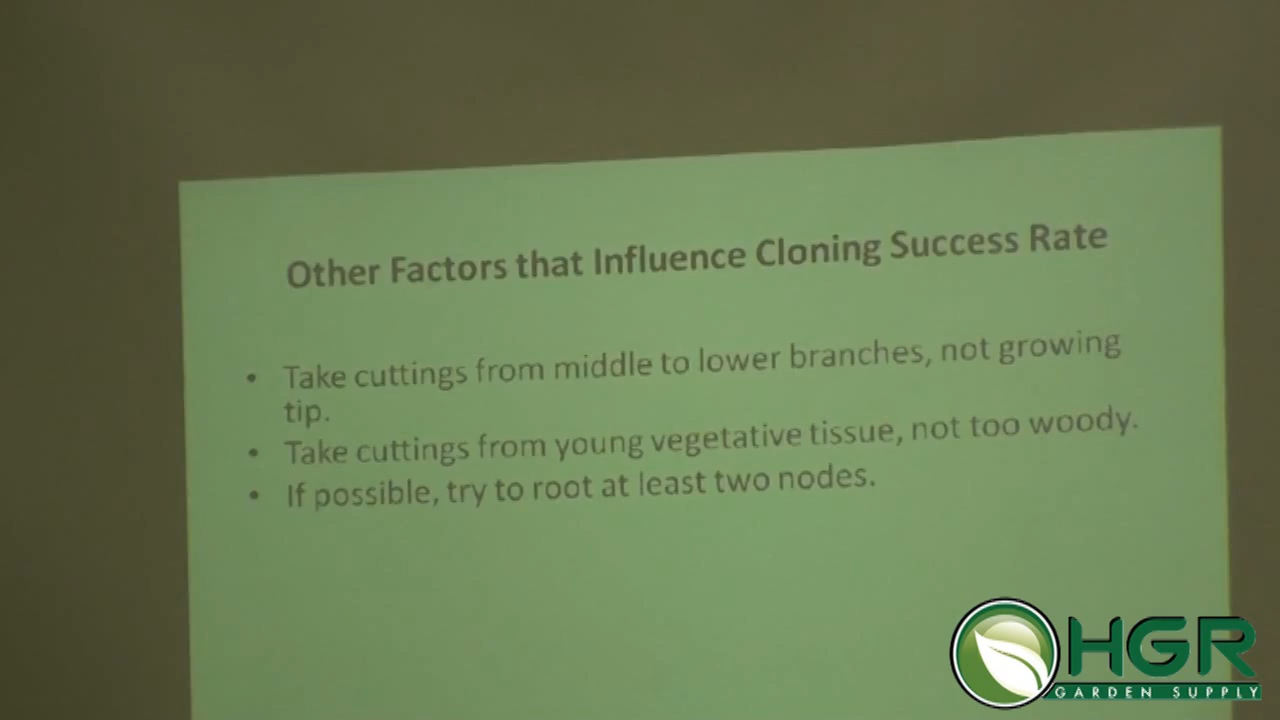 Other Factors that Influence Cloning Success Rate
• Take cuttings from middle to lower branches, not growing
tip.
• Take cuttings from young vegetative tissue, not too woody.
• If possible, try to root at least two nodes.
HGR
GARDEN SUPPLY